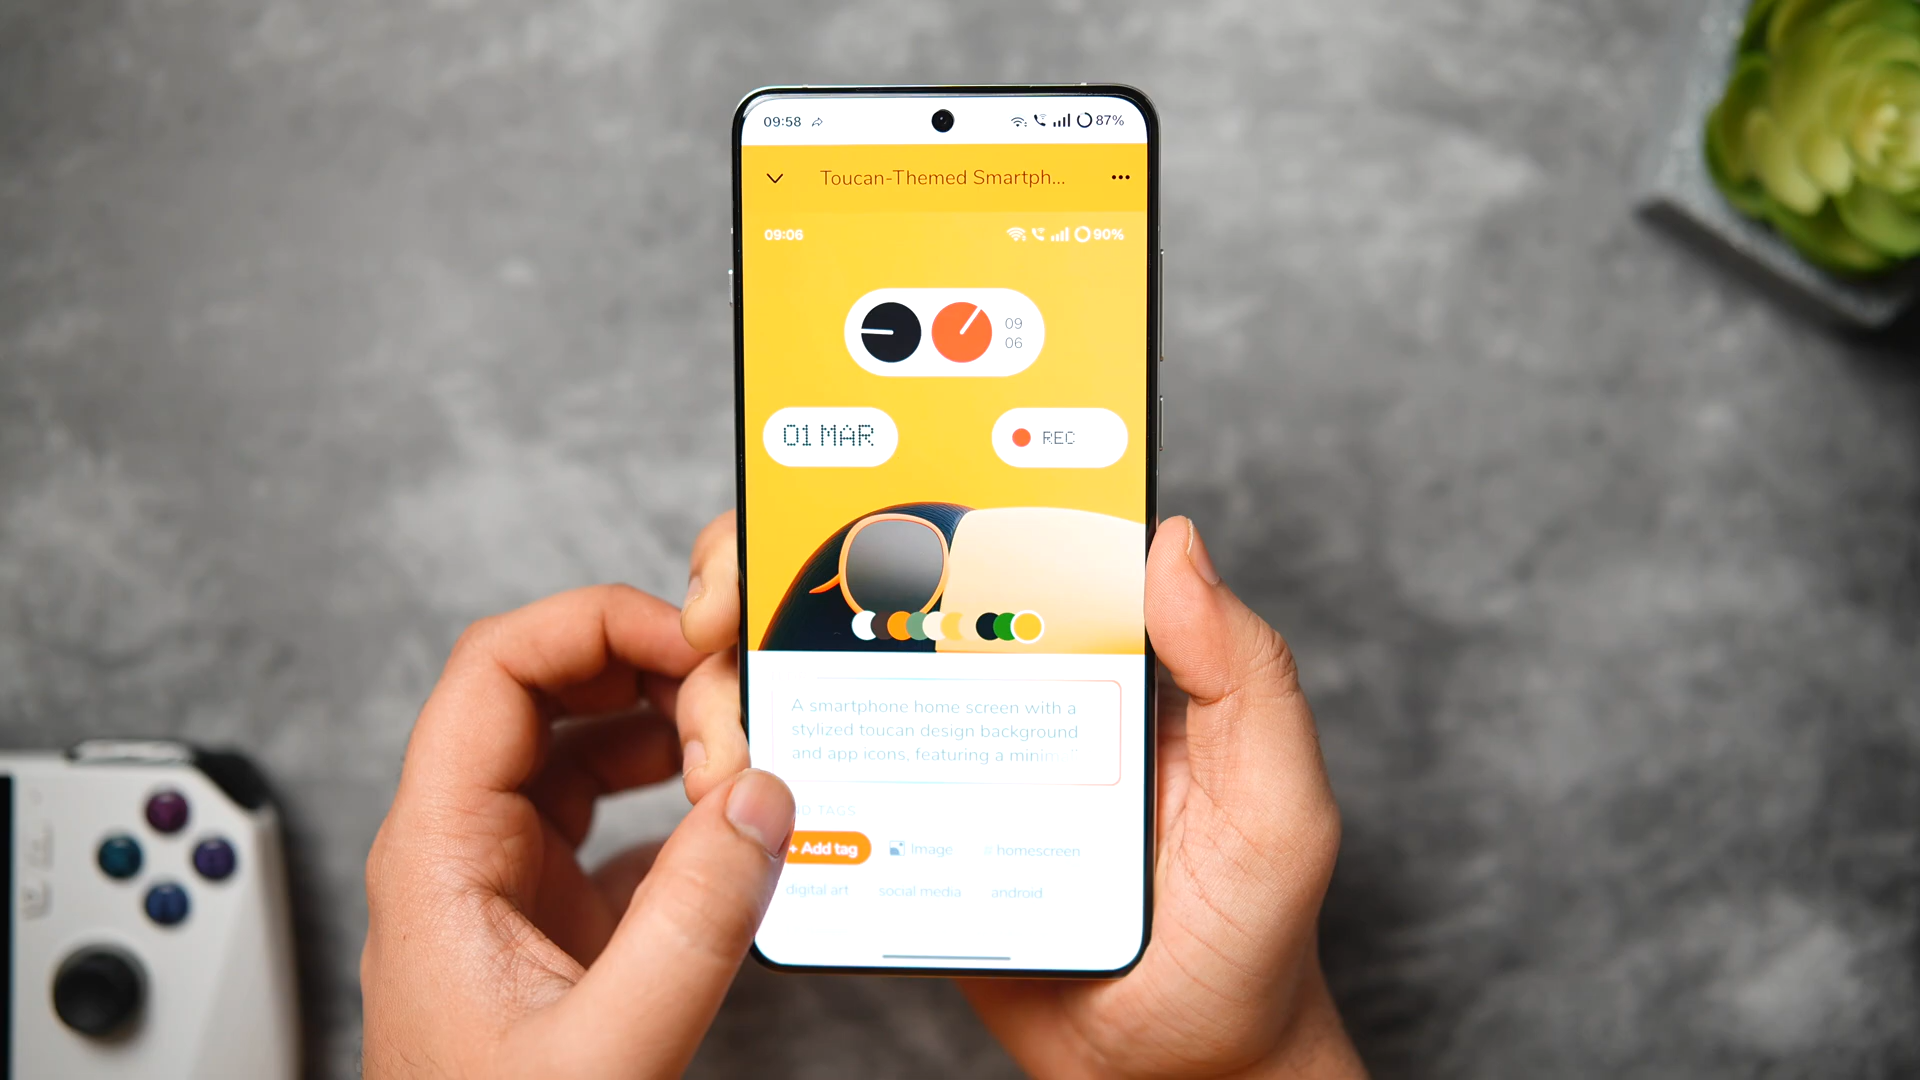 09:58 87%
Toucan-Themed Smartph...
09:06 90%
09
06
01 MAR
REC
A smartphone home screen with a
stylized toucan design background
and app icons, featuring a
TAGS
+ Add tag Image homescreen
digital art social media android